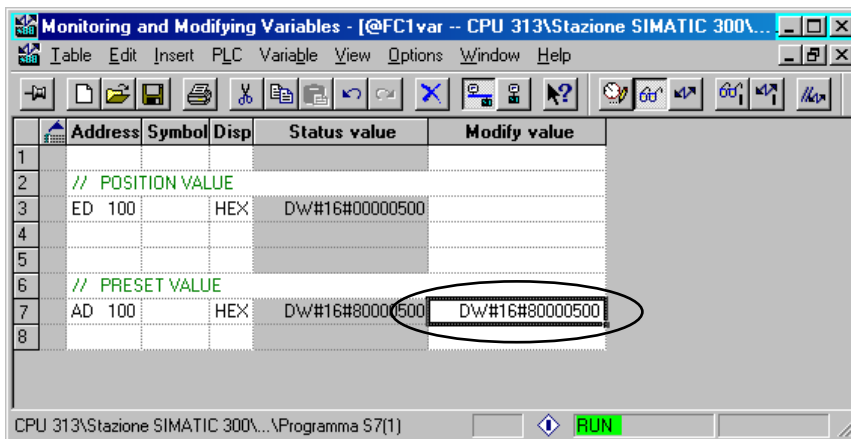 Monitoring and Modifying Variables - [@FC1var -- CPU 313\Stazione SIMATIC 300\...
Table Edit Insert PLC Variable View Options Window Help
Address Symbol Disp Status value Modify value
1
2 // POSITION VALUE
3 ED 100 HEX DW#16#00000500
4
5
6 // PRESET VALUE
7 AD 100 HEX DW#16#80000500 DW#16#80000500
8
CPU 313\Stazione SIMATIC 300\...\Programma S7(1) RUN